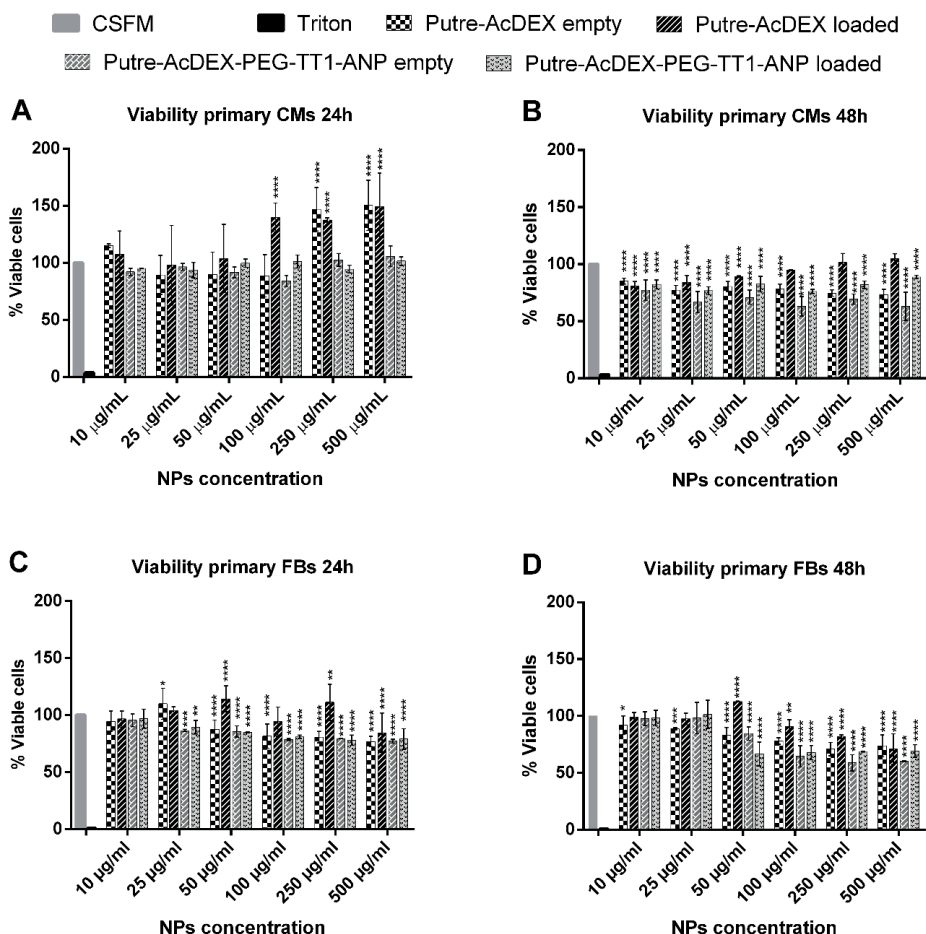 CSFM Triton Putre-AcDEX empty Putre-AcDEX loaded
Putre-AcDEX-PEG-TT1-ANP empty Putre-AcDEX-PEG-TT1-ANP loaded
A
Viability primary CMs 24h
% Viable cells
200
150
100
50
0
**** **** **** **** ****
10 µg/mL
25 µg/mL
50 µg/mL
100 µg/mL
250 µg/mL
500 µg/mL
NPs concentration
B
Viability primary CMs 48h
% Viable cells
200
150
100
50
0
**** **** **** **** **** **** **** **** **** **** **** **** **** **** **** **** **** **** **** **** ****
10 µg/mL
25 µg/mL
50 µg/mL
100 µg/mL
250 µg/mL
500 µg/mL
NPs concentration
C
Viability primary FBs 24h
% Viable cells
200
150
100
50
0
* *** ** **** **** **** **** **** **** **** **** ** **** **** **** **** **** ****
10 µg/ml
25 µg/ml
50 µg/ml
100 µg/ml
250 µg/ml
500 µg/ml
NPs concentration
D
Viability primary FBs 48h
% Viable cells
200
150
100
50
0
* *** **** **** **** **** **** ** **** **** **** **** **** **** **** **** **** ****
10 µg/ml
25 µg/ml
50 µg/ml
100 µg/ml
250 µg/ml
500 µg/ml
NPs concentration